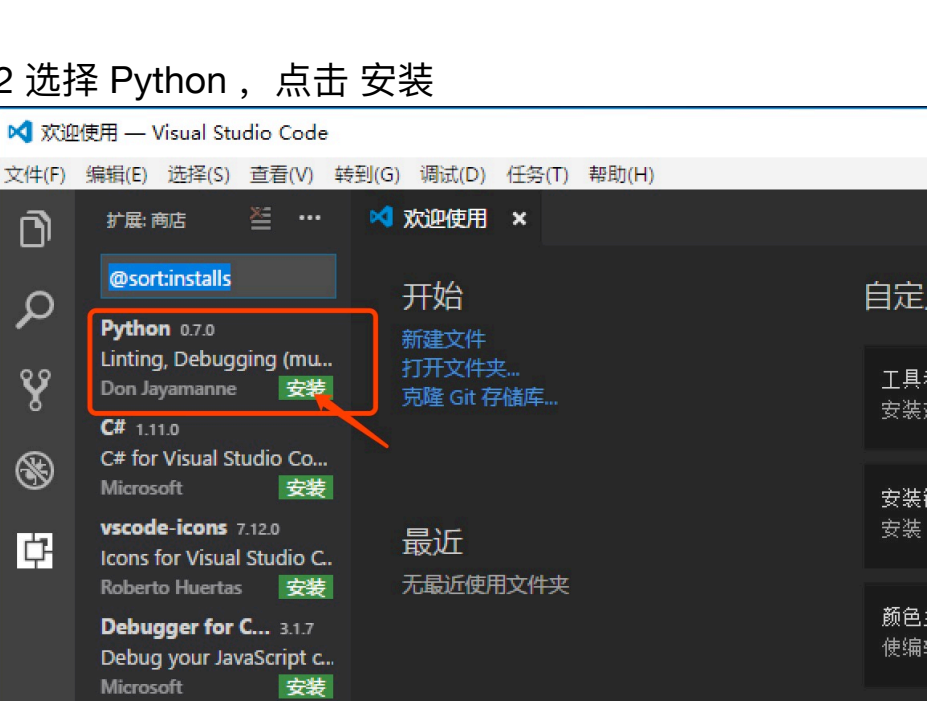 2 选择 Python ，点击 安装
欢迎使用 — Visual Studio Code
文件(F) 编辑(E) 选择(S) 查看(V) 转到(G) 调试(D) 任务(T) 帮助(H)
扩展: 商店
欢迎使用
@sort:installs
Python 0.7.0
Linting, Debugging (mu...
Don Jayamanne 安装
C# 1.11.0
C# for Visual Studio Co...
Microsoft 安装
vscode-icons 7.12.0
Icons for Visual Studio C..
Roberto Huertas 安装
Debugger for C... 3.1.7
Debug your JavaScript c...
Microsoft 安装
开始
新建文件
打开文件夹...
克隆 Git 存储库...
最近
无最近使用文件夹
自定
工具
安装
安装
安装
颜色
使编